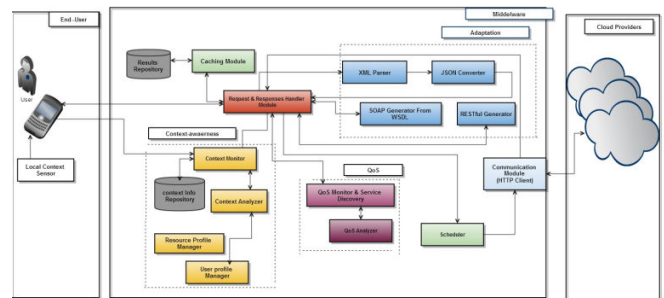 End -User
Middelware
Cloud Providers
Adaptation
Results
Repository
Caching Module
XML Parser
JSON Converter
User
Request & Responses Handler
Module
SOAP Generator From
WSDL
RESTful Generator
Context-awaerness
Local Context
Sensor
Context Monitor
QoS
Communication
Module
(HTTP Client)
context Info
Repository
Context Analyzer
QoS Monitor & Service
Discovery
Scheduler
QoS Analyzer
Resource Profile
Manager
User profile
Manager